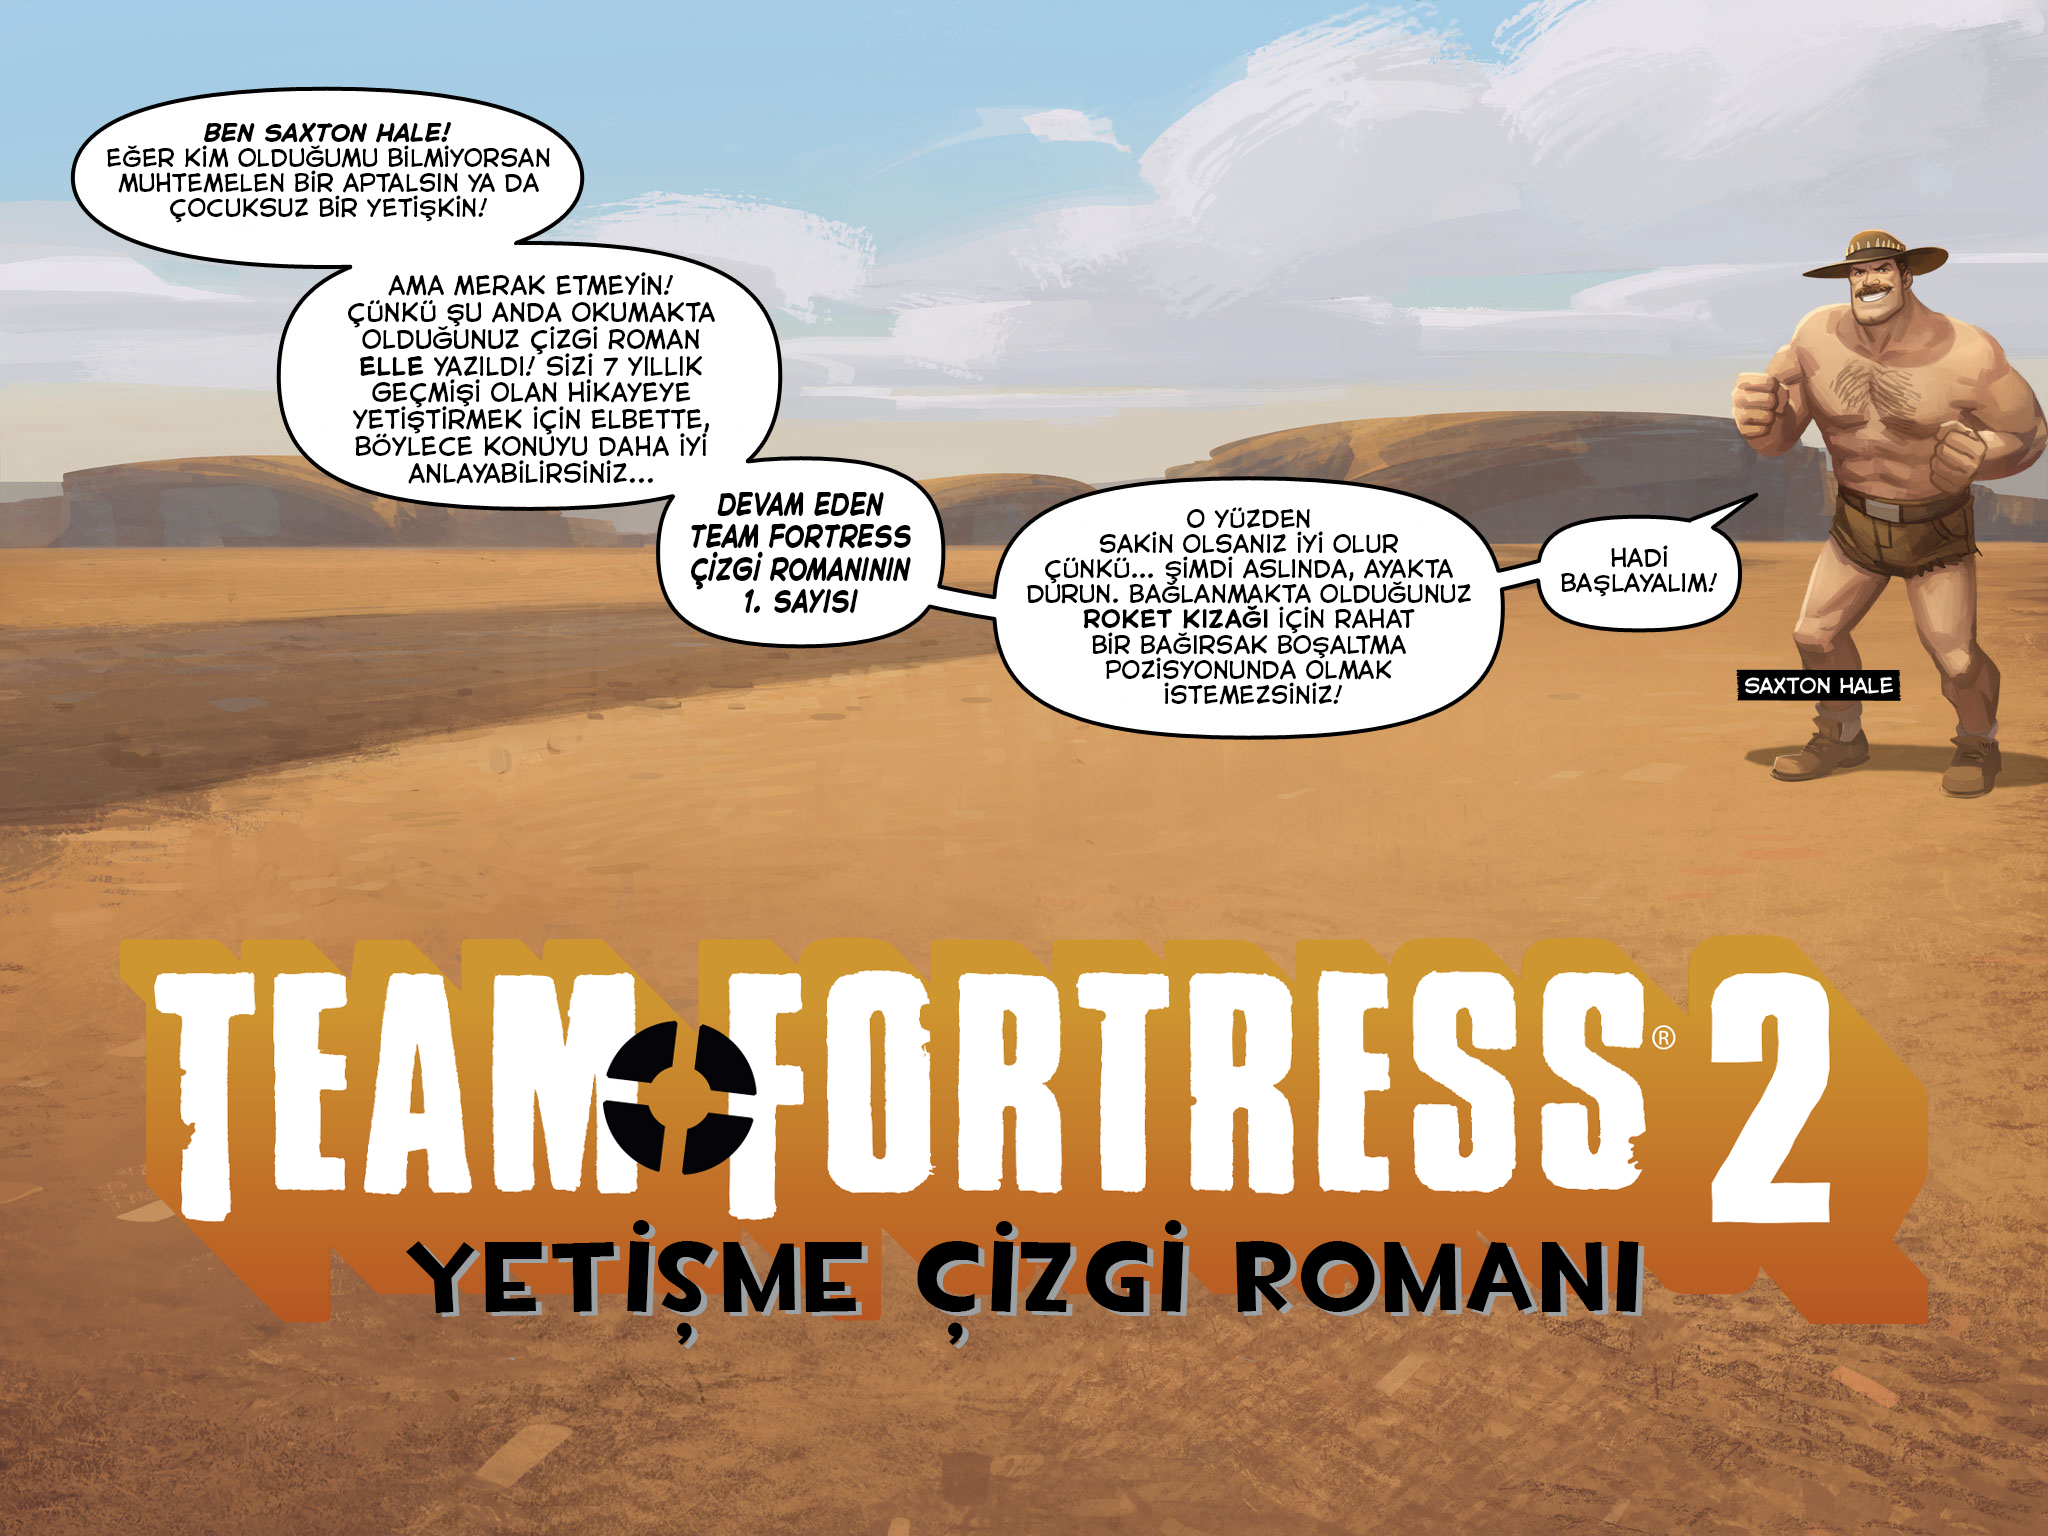 BEN SAXTON HALE!
EĞER KİM OLDUĞUMU BİLMİYORSAN
MUHTEMELEN BİR APTALSIN YA DA
ÇOCUKSUZ BİR YETİŞKİN!
AMA MERAK ETMEYİN!
ÇÜNKÜ ŞU ANDA OKUMAKTA
OLDUĞUNUZ ÇİZGİ ROMAN
ELLE YAZILDI! SİZİ 7 YILLIK
GEÇMİŞİ OLAN HİKAYEYE
YETİŞTİRMEK İÇİN ELBETTE,
BÖYLECE KONUYU DAHA İYİ
ANLAYABİLİRSİNİZ...
DEVAM EDEN
TEAM FORTRESS
ÇİZGİ ROMANININ
1. SAYISI
O YÜZDEN
SAKİN OLSANIZ İYİ OLUR
ÇÜNKÜ... ŞİMDİ ASLINDA, AYAKTA
DURUN. BAĞLANMAKTA OLDUĞUNUZ
ROKET KIZAĞI İÇİN RAHAT
BİR BAĞIRSAK BOŞALTMA
POZİSYONUNDA OLMAK
İSTEMEZSİNİZ!
HADİ
BAŞLAYALIM!
SAXTON HALE
TEAM FORTRESS® 2
YETİŞME ÇİZGİ ROMANI